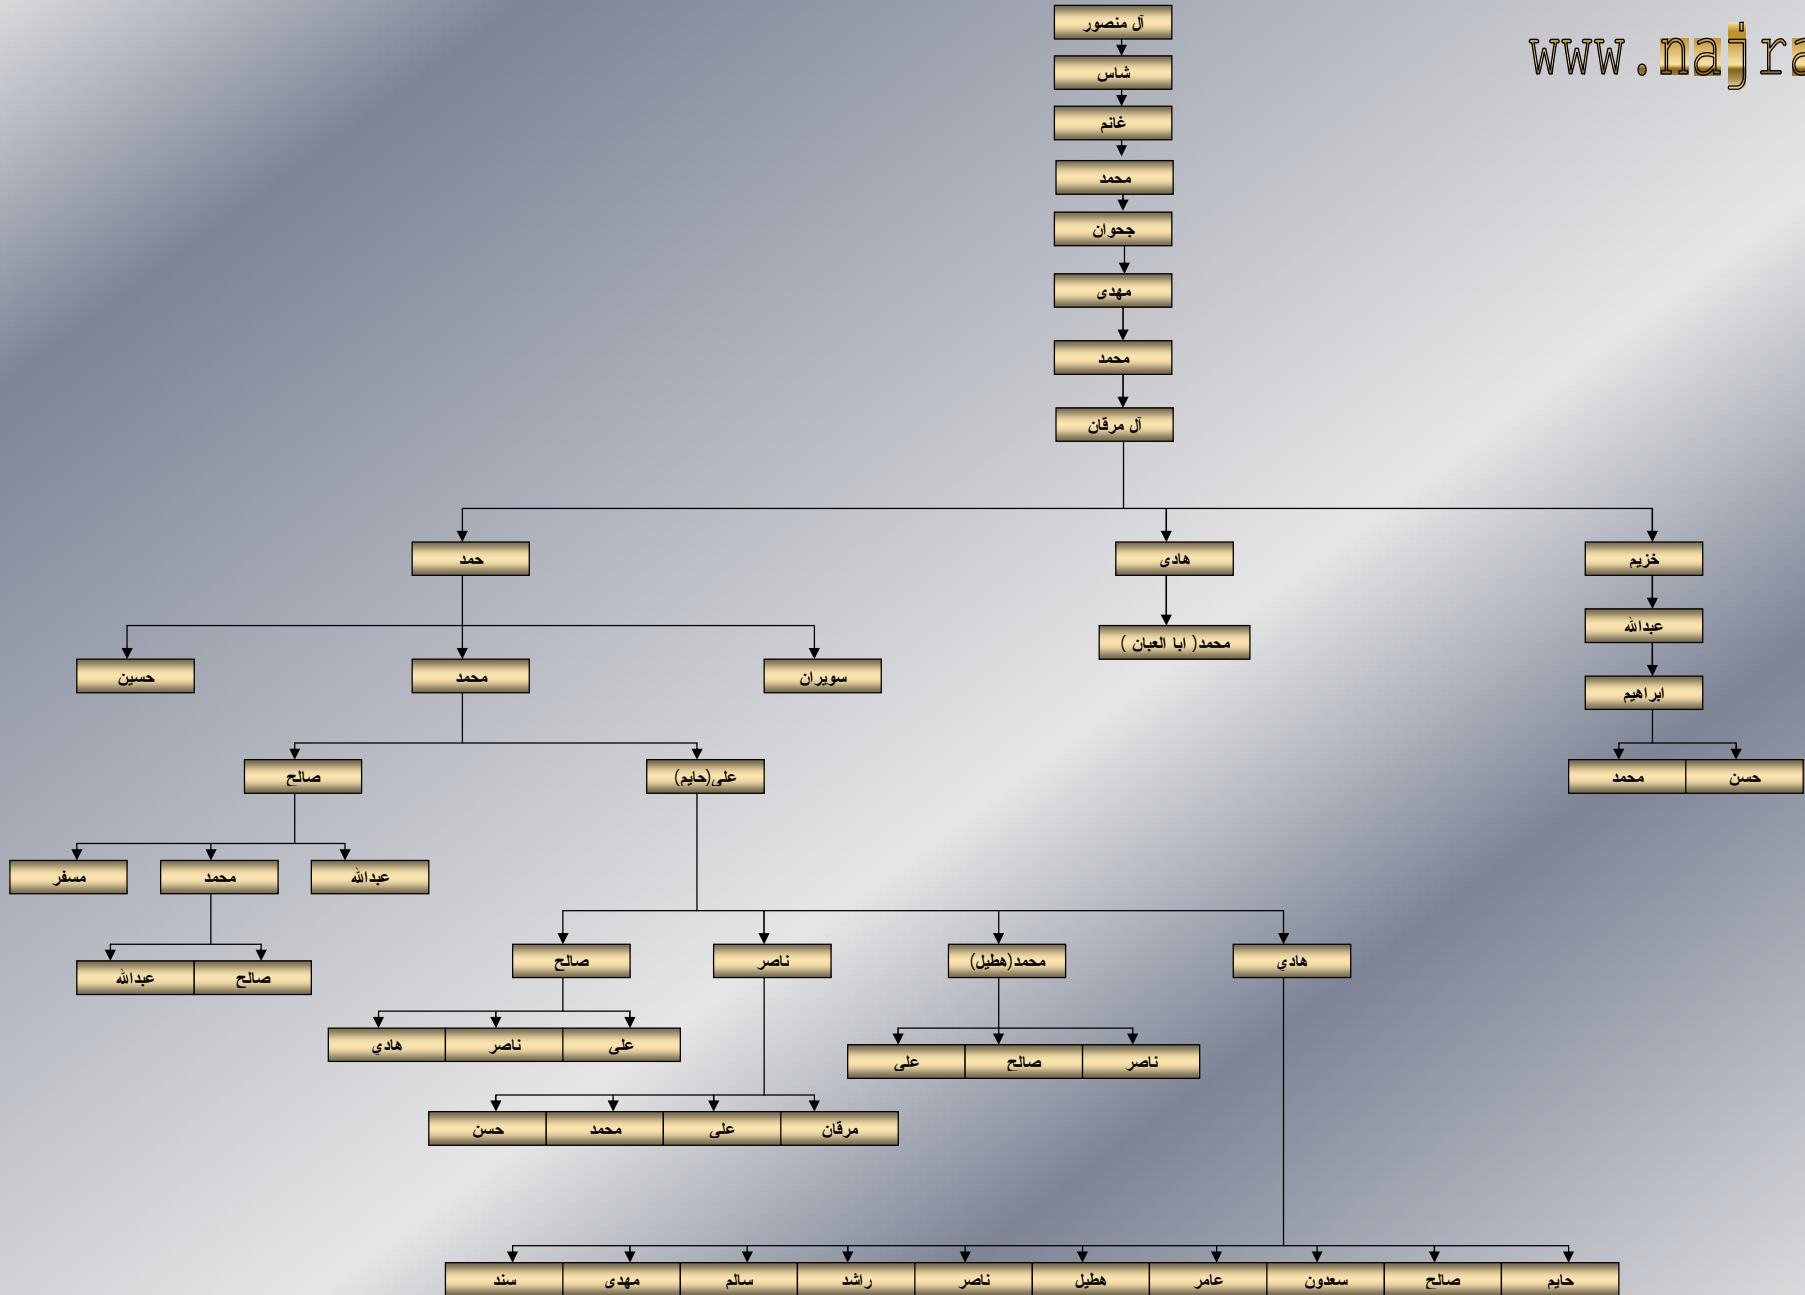 آل منصور
www.najra
شاس
غانم
محمد
جحوان
مهدى
محمد
آل مرقان
خزيم
هادى
حمد
عبدالله
محمد( ابا العبان )
ابراهيم
سويران
محمد
حسين
حسن
محمد
على(حايم)
صالح
عبدالله
محمد
مسفر
هادي
محمد(هطيل)
ناصر
صالح
صالح
عبدالله
على
ناصر
هادي
ناصر
صالح
على
مرقان
على
محمد
حسن
حايم
صالح
سعدون
عامر
هطيل
ناصر
راشد
سالم
مهدى
سند